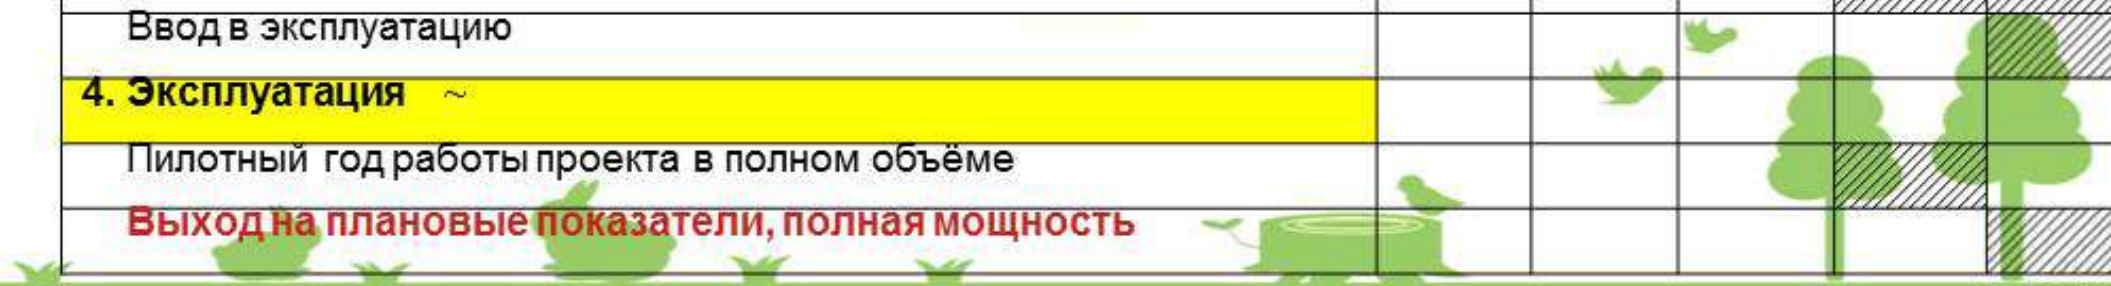 Ввод в эксплуатацию
4. Эксплуатация ~
Пилотный год работы проекта в полном объёме
Выход на плановые показатели, полная мощность